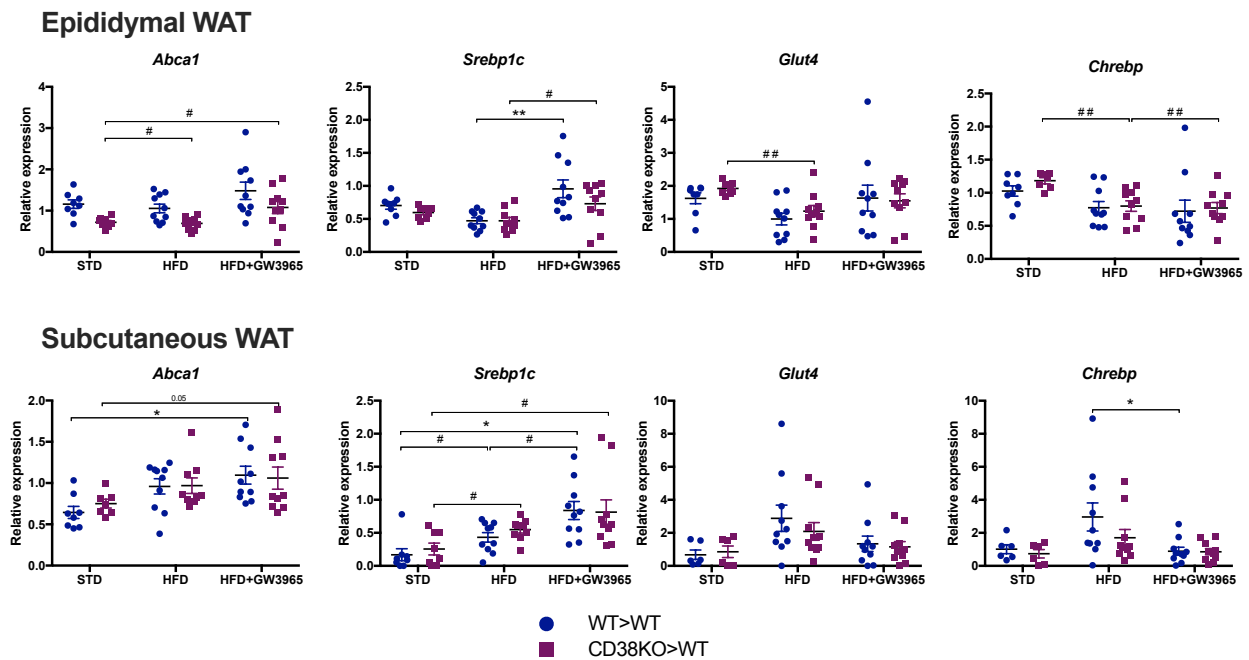 Epididymal WAT
Abca1
Relative expression
4
3
2
1
0
#
#
STD
HFD
HFD+GW3965
Srebp1c
Relative expression
2.5
2.0
1.5
1.0
0.5
0.0
#
**
STD
HFD
HFD+GW3965
Glut4
Relative expression
5
4
3
2
1
0
##
STD
HFD
HFD+GW3965
Chrebp
Relative expression
2.5
2.0
1.5
1.0
0.5
0.0
##
##
STD
HFD
HFD+GW3965
Subcutaneous WAT
Abca1
Relative expression
2.0
1.5
1.0
0.5
0.0
0.05
*
STD
HFD
HFD+GW3965
Srebp1c
Relative expression
2.5
2.0
1.5
1.0
0.5
0.0
#
*
#
#
#
STD
HFD
HFD+GW3965
Glut4
Relative expression
10
8
6
4
2
0
STD
HFD
HFD+GW3965
Chrebp
Relative expression
10
8
6
4
2
0
*
STD
HFD
HFD+GW3965
WT>WT
CD38KO>WT